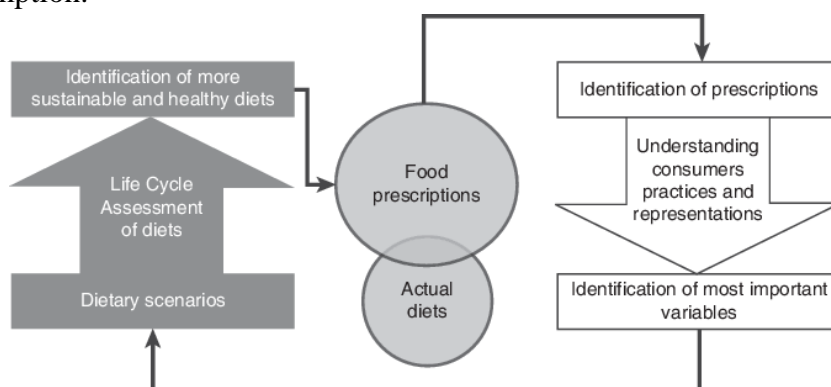 Identification of more
sustainable and healthy diets
Life Cycle
Assessment
of diets
Dietary scenarios
Food
prescriptions
Actual
diets
Identification of prescriptions
Understanding
consumers
practices and
representations
Identification of most important
variables